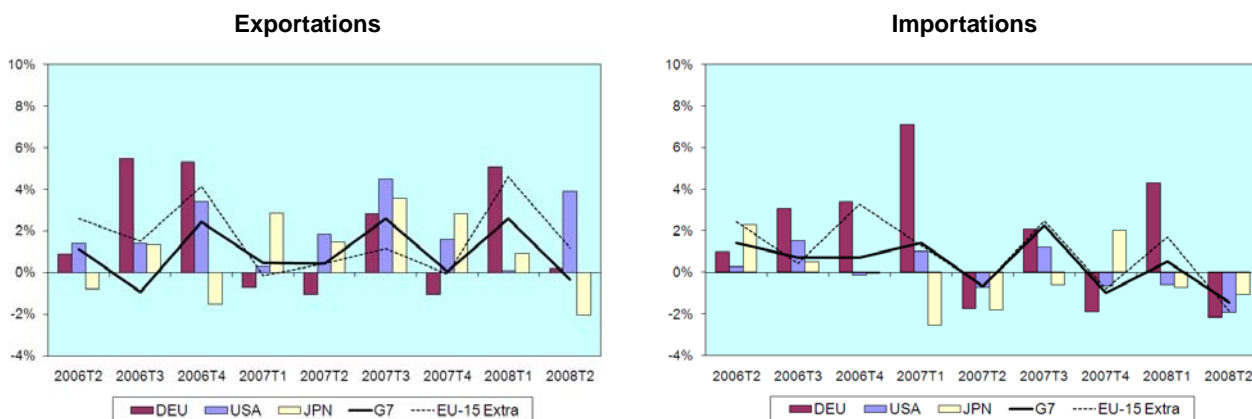 Exportations
10%
8%
6%
4%
2%
0%
-2%
-4%
2006T2 2006T3 2006T4 2007T1 2007T2 2007T3 2007T4 2008T1 2008T2
DEU USA JPN G7 EU-15 Extra
Importations
10%
8%
6%
4%
2%
0%
-2%
-4%
2006T2 2006T3 2006T4 2007T1 2007T2 2007T3 2007T4 2008T1 2008T2
DEU USA JPN G7 EU-15 Extra